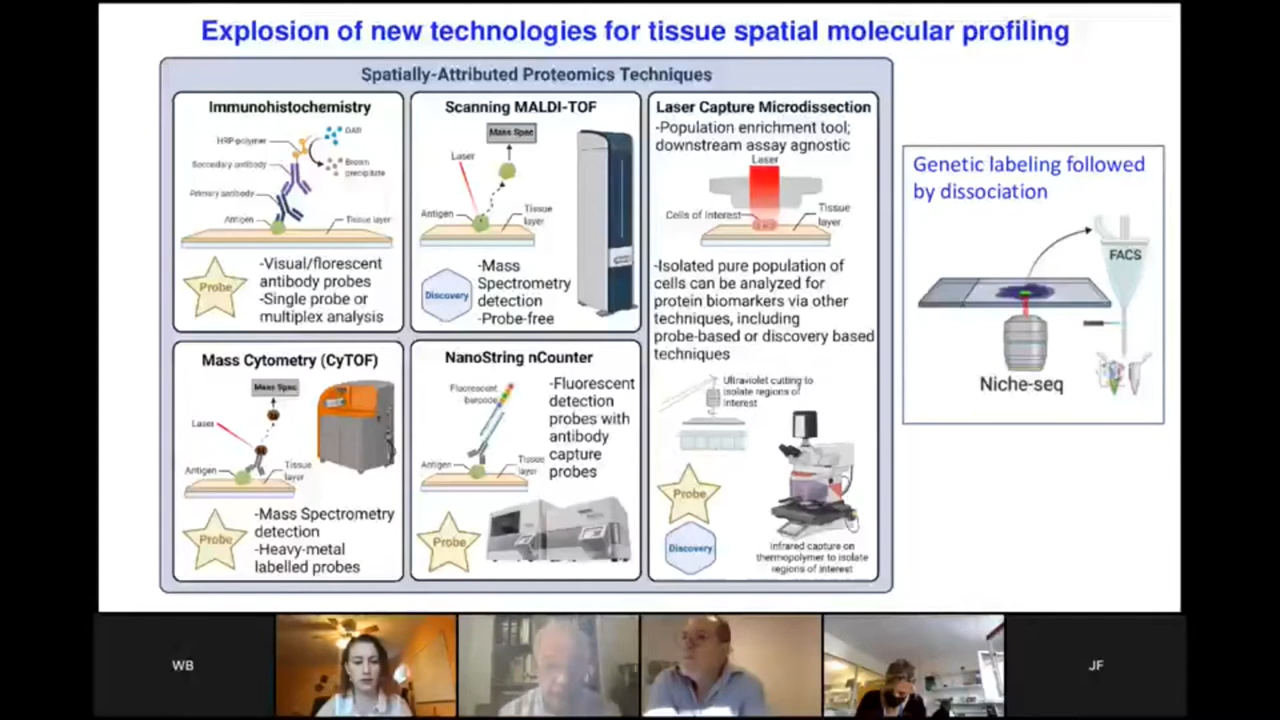 Explosion of new technologies for tissue spatial molecular profiling
Spatially-Attributed Proteomics Techniques
Immunohistochemistry
HRP-polymer
DAB
Secondary antibody
Brown
precipitate
Primary antibody
Antigen
Tissue layer
Probe
-Visual/florescent
antibody probes
-Single probe or
multiplex analysis
Scanning MALDI-TOF
Mass Spec
Laser
Antigen
Tissue
layer
Discovery
-Mass
Spectrometry
detection
-Probe-free
Laser Capture Microdissection
-Population enrichment tool;
downstream assay agnostic
Laser
Cells of Interest
Tissue
layer
-Isolated pure population of
cells can be analyzed for
protein biomarkers via other
techniques, including
probe-based or discovery based
techniques
Ultraviolet cutting to
isolate regions of
interest
Probe
Discovery
Infrared capture on
thermopolymer to isolate
regions of interest
Mass Cytometry (CyTOF)
Mass Spec
Laser
Antigen
Tissue
layer
Probe
-Mass Spectrometry
detection
-Heavy-metal
labelled probes
NanoString nCounter
Fluorescent
barcode
Antigen
Tissue
layer
-Fluorescent
detection
probes with
antibody
capture
probes
Probe
Genetic labeling followed
by dissociation
FACS
Niche-seq
WB
JF